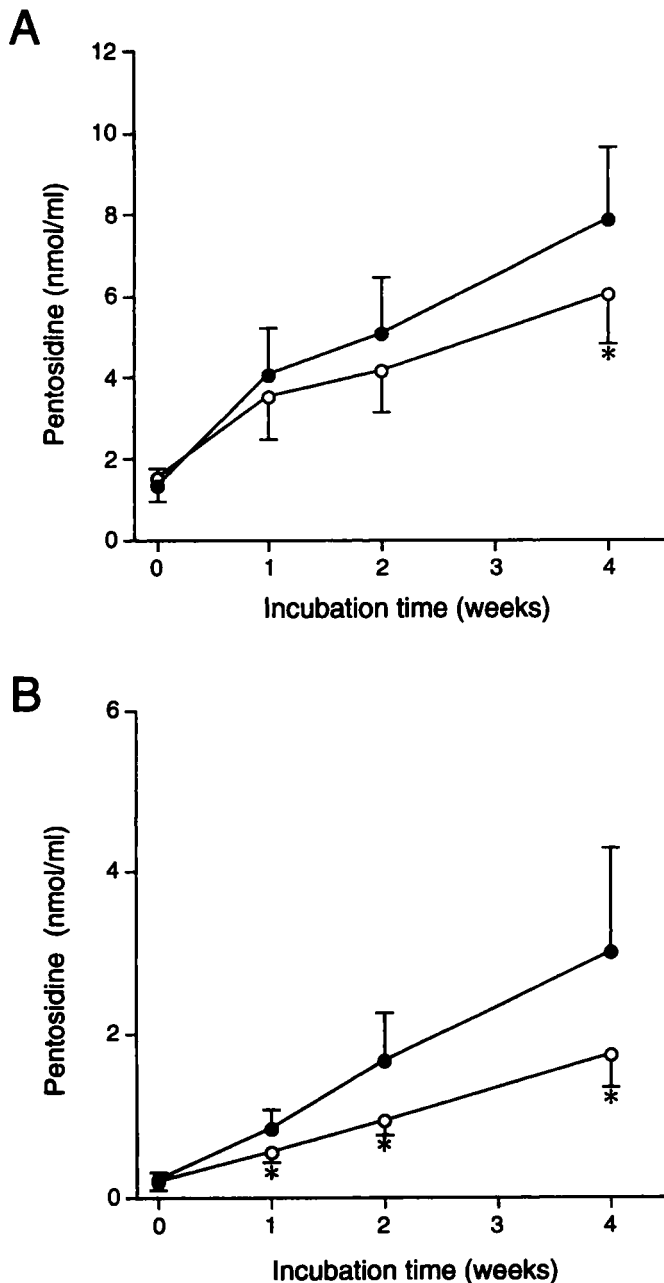 A
12
10
8
6
4
2
0
Pentosidine (nmol/ml)
*
0 1 2 3 4
Incubation time (weeks)
B
6
4
2
0
Pentosidine (nmol/ml)
* * *
0 1 2 3 4
Incubation time (weeks)